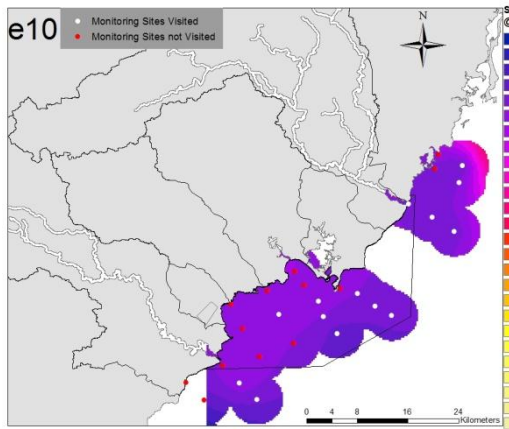 e10
Monitoring Sites Visited
Monitoring Sites not Visited
N
0 4 8 16 24
Kilometers